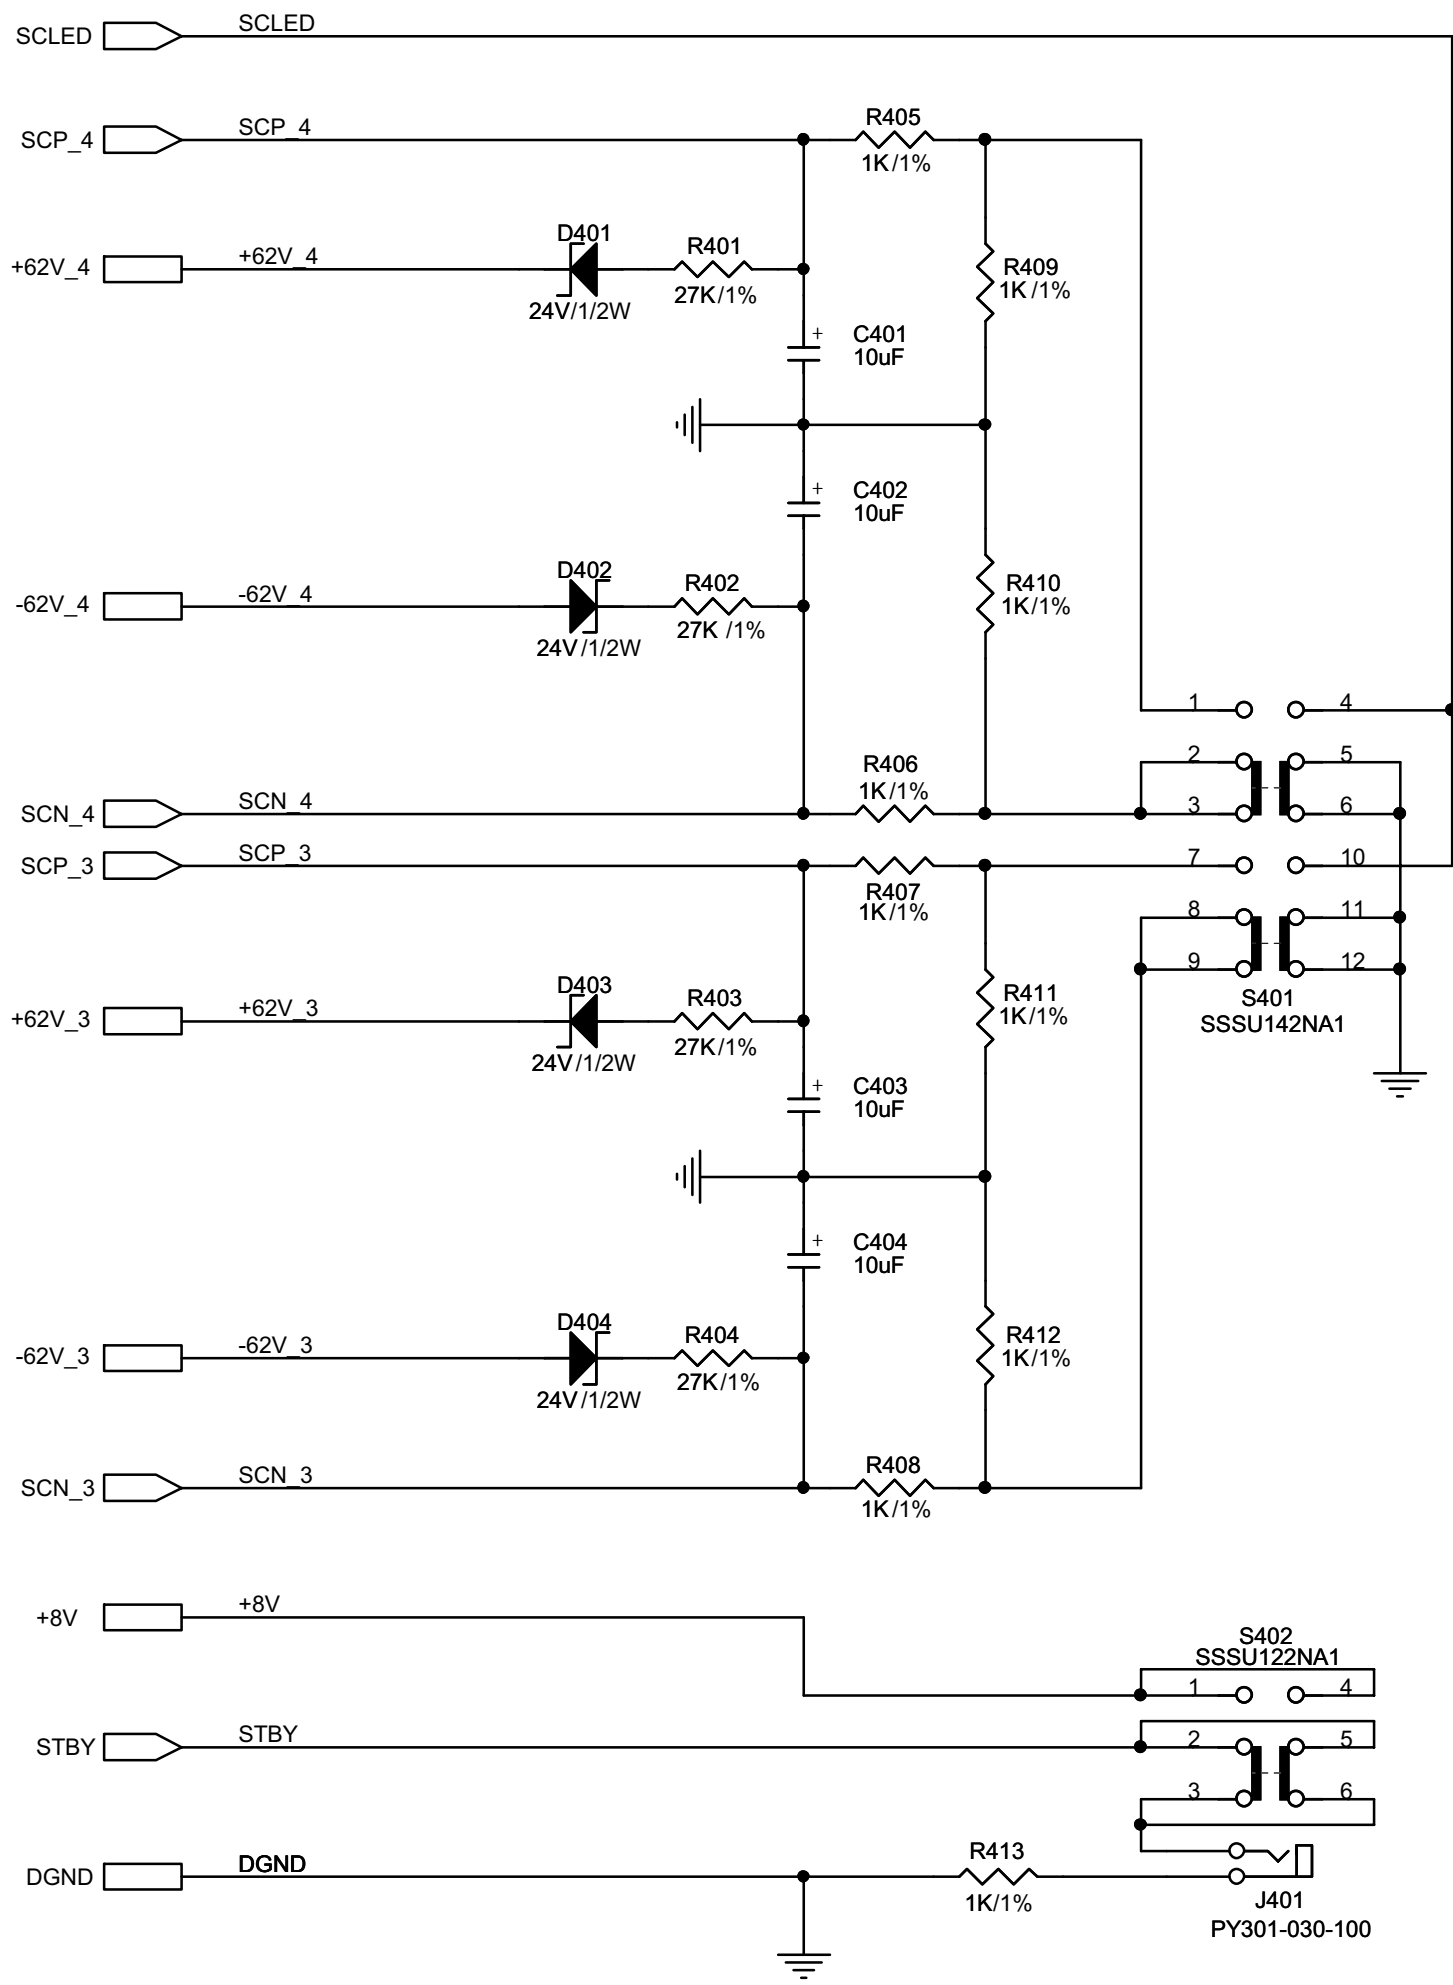 SCLED
SCLED
SCP_4
SCP_4
R405
1K/1%
+62V_4
+62V_4
D401
24V/1/2W
R401
27K/1%
R409
1K/1%
+
C401
10uF
+
C402
10uF
-62V_4
-62V_4
D402
24V/1/2W
R402
27K /1%
R410
1K/1%
1
4
2
5
3
6
SCN_4
SCN_4
R406
1K/1%
SCP_3
SCP_3
R407
1K/1%
7
10
8
11
9
12
S401
SSSU142NA1
+62V_3
+62V_3
D403
24V/1/2W
R403
27K/1%
R411
1K/1%
+
C403
10uF
+
C404
10uF
-62V_3
-62V_3
D404
24V/1/2W
R404
27K/1%
R412
1K/1%
SCN_3
SCN_3
R408
1K/1%
+8V
+8V
S402
SSSU122NA1
1
4
STBY
STBY
2
5
3
6
DGND
DGND
R413
1K/1%
J401
PY301-030-100